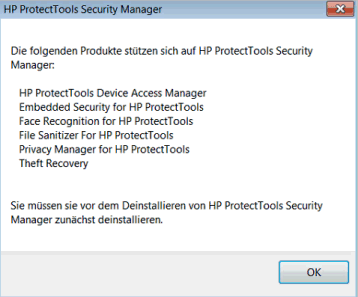 HP ProtectTools Security Manager
Die folgenden Produkte stützen sich auf HP ProtectTools Security
Manager:
HP ProtectTools Device Access Manager
Embedded Security for HP ProtectTools
Face Recognition for HP ProtectTools
File Sanitizer For HP ProtectTools
Privacy Manager for HP ProtectTools
Theft Recovery
Sie müssen sie vor dem Deinstallieren von HP ProtectTools Security
Manager zunächst deinstallieren.
OK